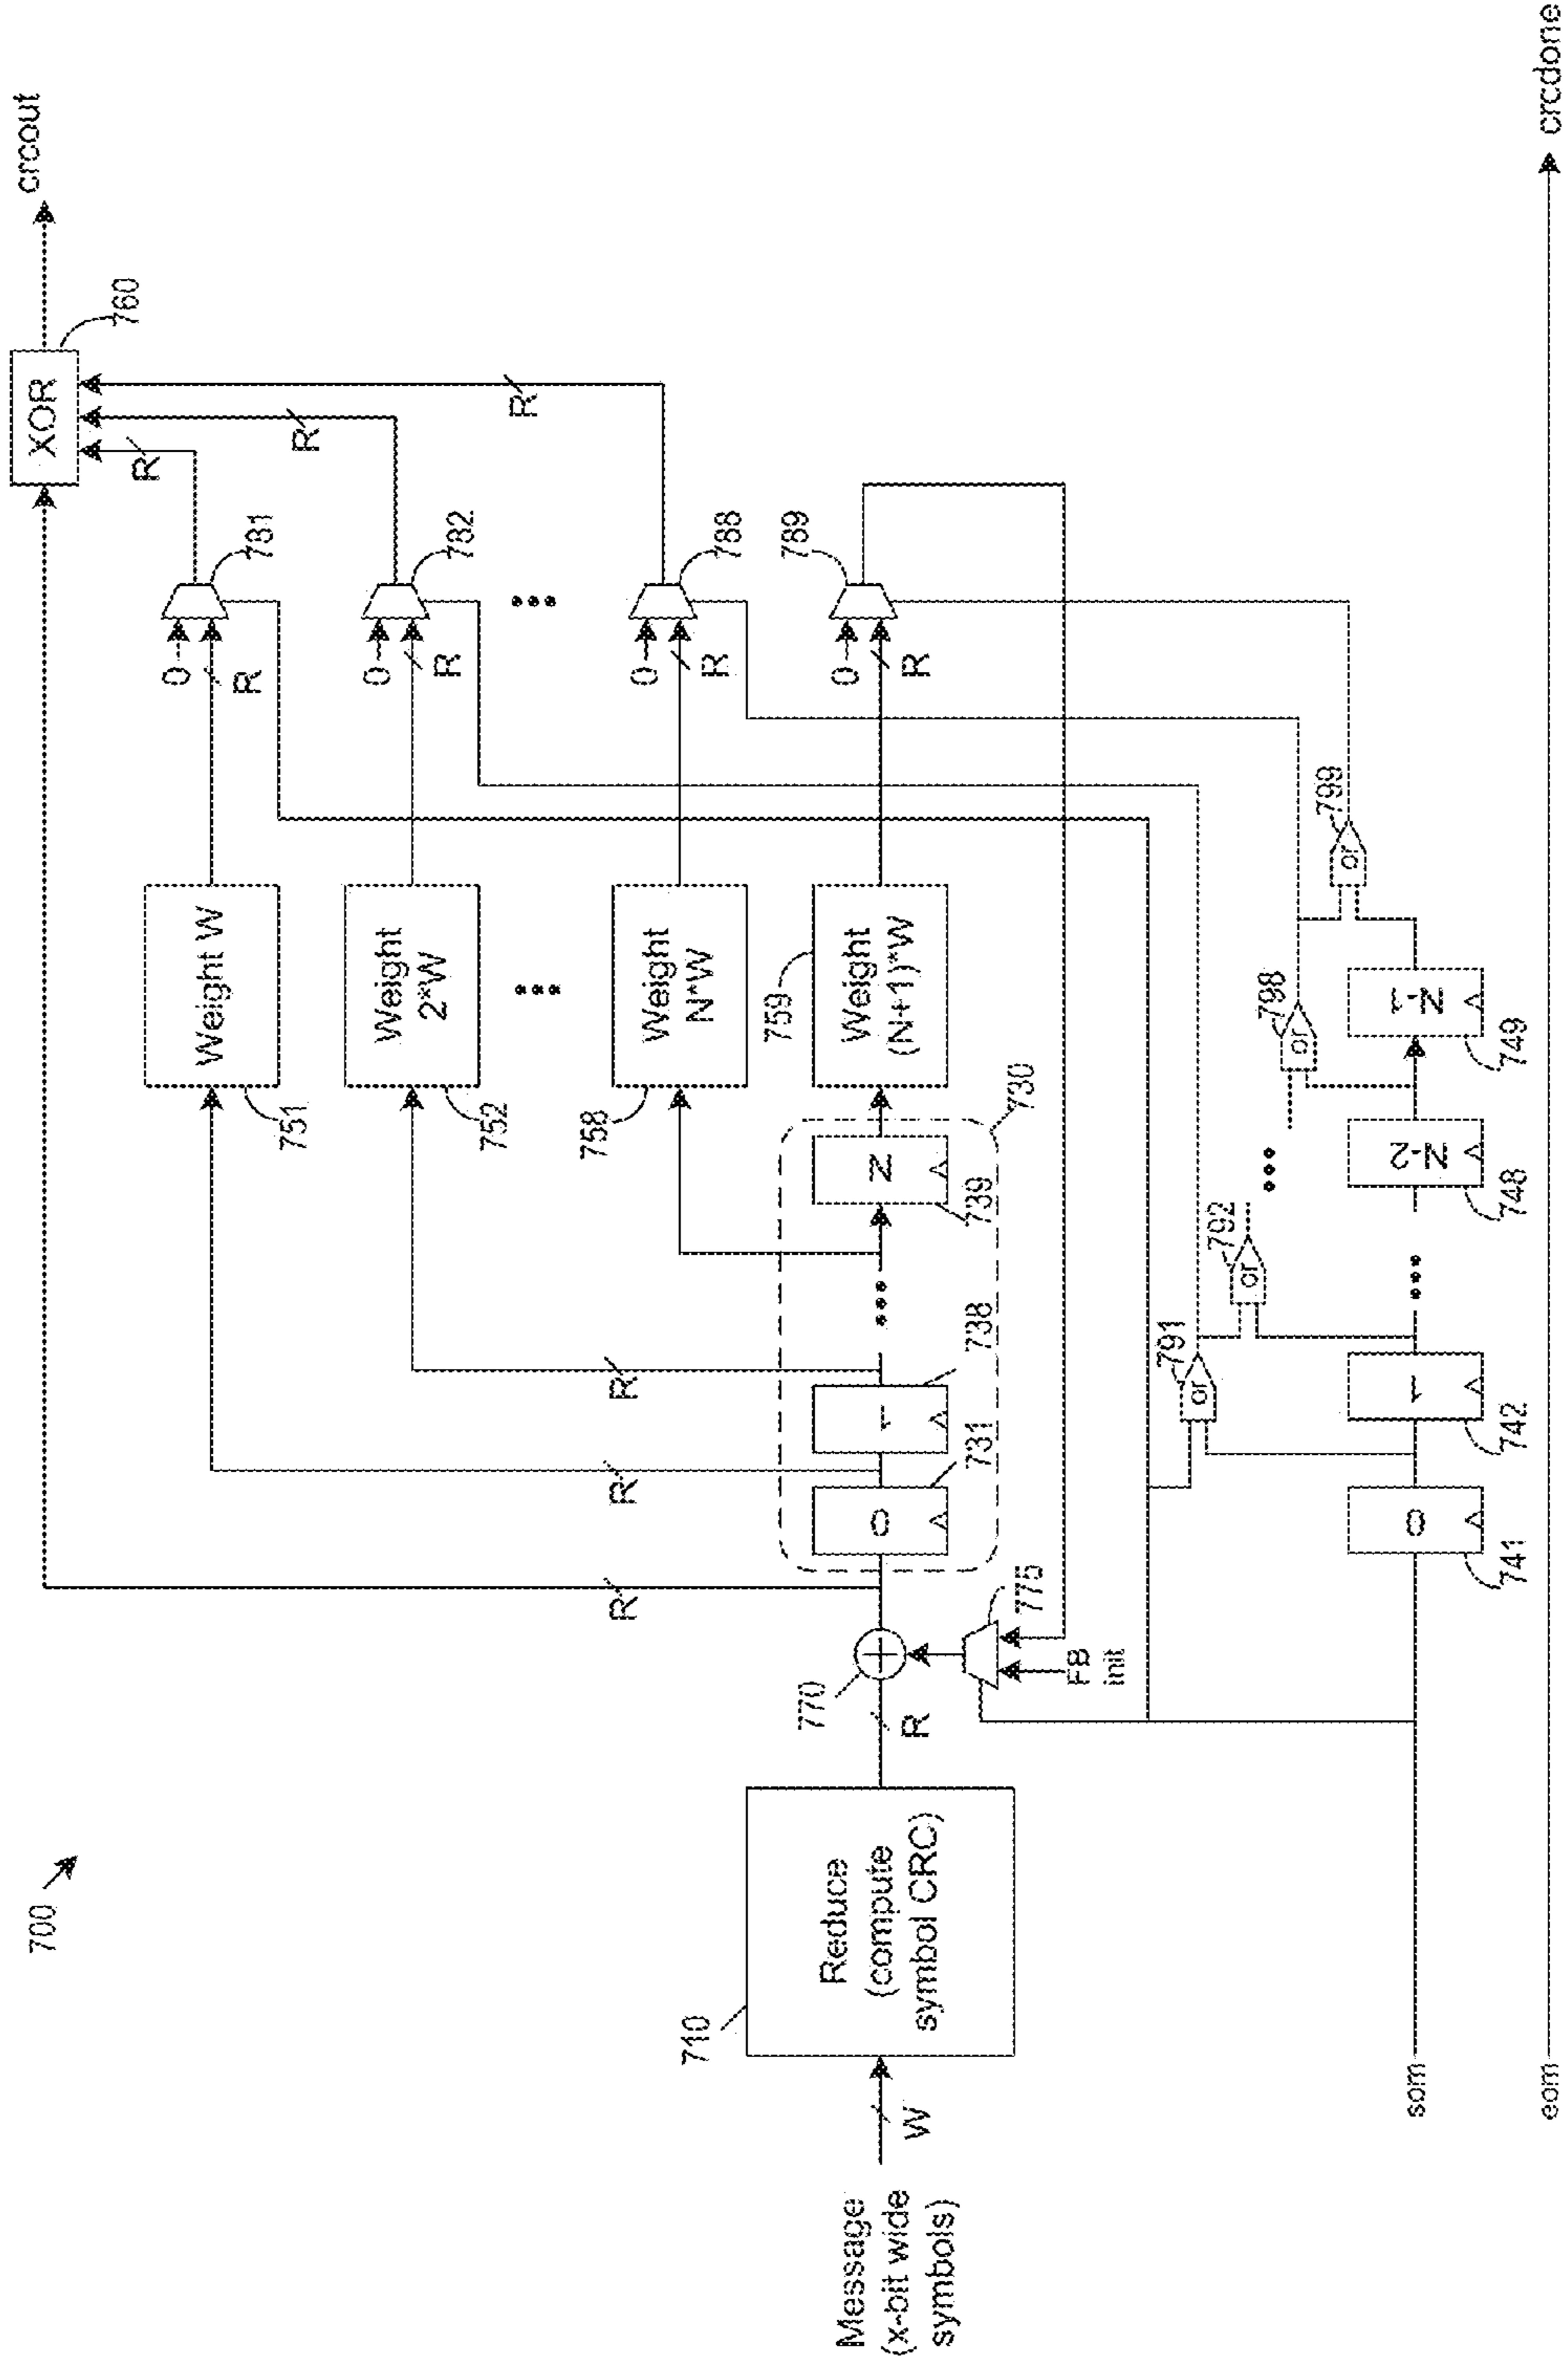 700
Message
(x-bit wide
symbols)
W
710
Reduce
(compute
symbol CRC)
R
770
775
FB
init
R
R
R
0
731
1
738
...
N
739
730
Weight W
751
Weight
2*W
752
...
Weight
N*W
758
Weight
(N+1)*W
759
0
R
781
0
R
782
...
0
R
788
0
R
789
R
R
R
XOR
760
crcout
som
0
741
1
742
...
N-2
748
N-1
749
or
791
or
792
...
or
798
or
799
eom
crcdone